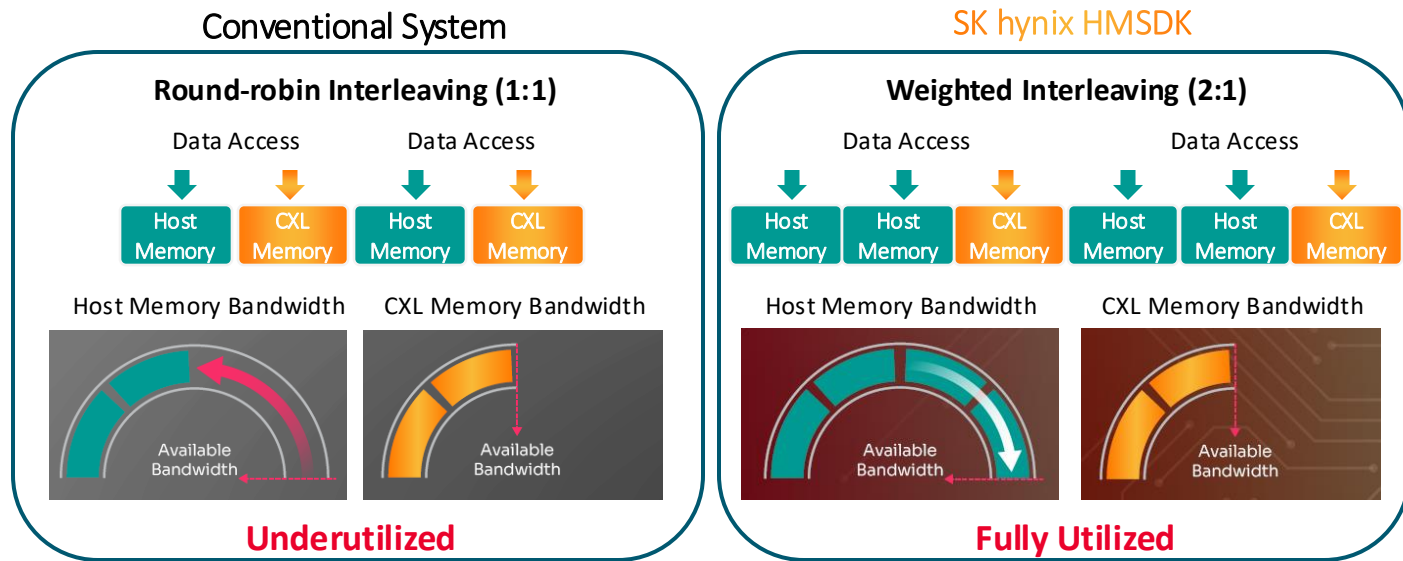 Conventional System
SK hynix HMSDK
Round-robin Interleaving (1:1)
Data Access
Data Access
Host Memory
CXL Memory
Host Memory
CXL Memory
Host Memory Bandwidth
CXL Memory Bandwidth
Available
Bandwidth
Available
Bandwidth
Underutilized
Weighted Interleaving (2:1)
Data Access
Data Access
Host Memory
Host Memory
CXL Memory
Host Memory
Host Memory
CXL Memory
Host Memory Bandwidth
CXL Memory Bandwidth
Available
Bandwidth
Available
Bandwidth
Fully Utilized